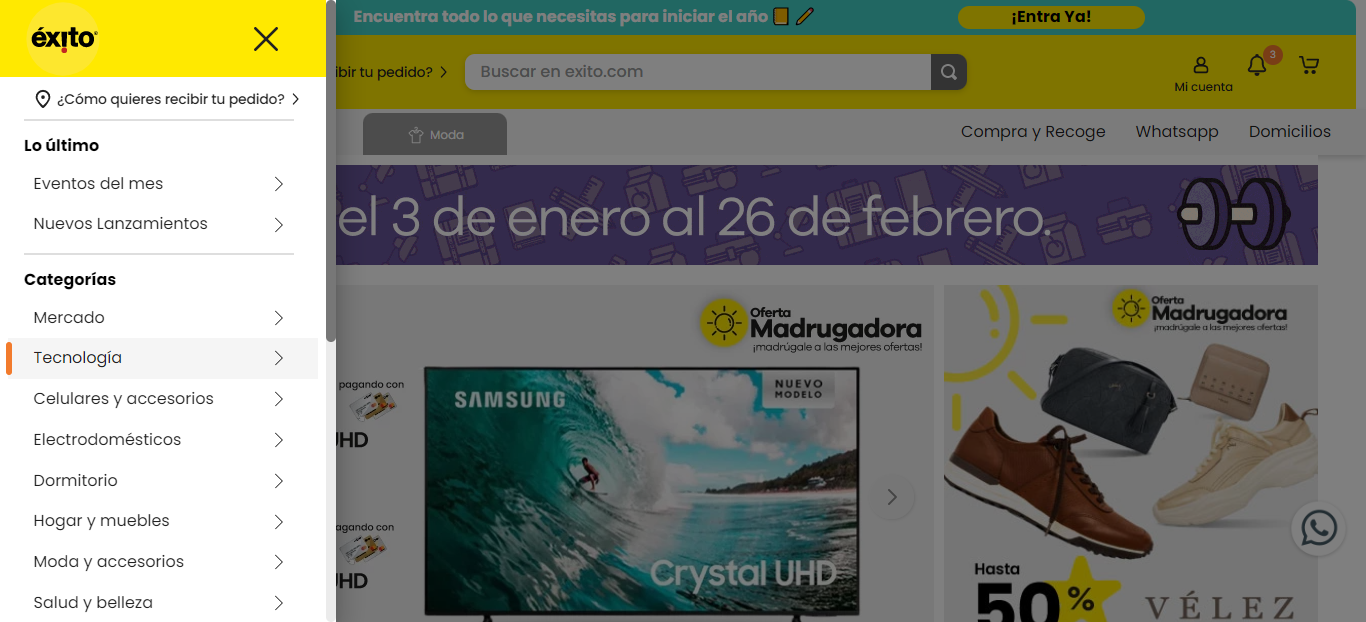 éxito
¿Cómo quieres recibir tu pedido?
Lo último
Eventos del mes
Nuevos Lanzamientos
Categorías
Mercado
Tecnología
Celulares y accesorios
Electrodomésticos
Dormitorio
Hogar y muebles
Moda y accesorios
Salud y belleza
Encuentra todo lo que necesitas para iniciar el año
¡Entra Ya!
tu pedido?
Buscar en exito.com
Mi cuenta
3
Moda
Compra y Recoge
Whatsapp
Domicilios
el 3 de enero al 26 de febrero.
Oferta
Madrugadora
¡madrúgale a las mejores ofertas!
pagando con
UHD
pagando con
UHD
SAMSUNG
NUEVO
MODELO
Crystal UHD
Oferta
Madrugadora
¡madrúgale a las mejores ofertas!
Hasta
50%
VÉLEZ